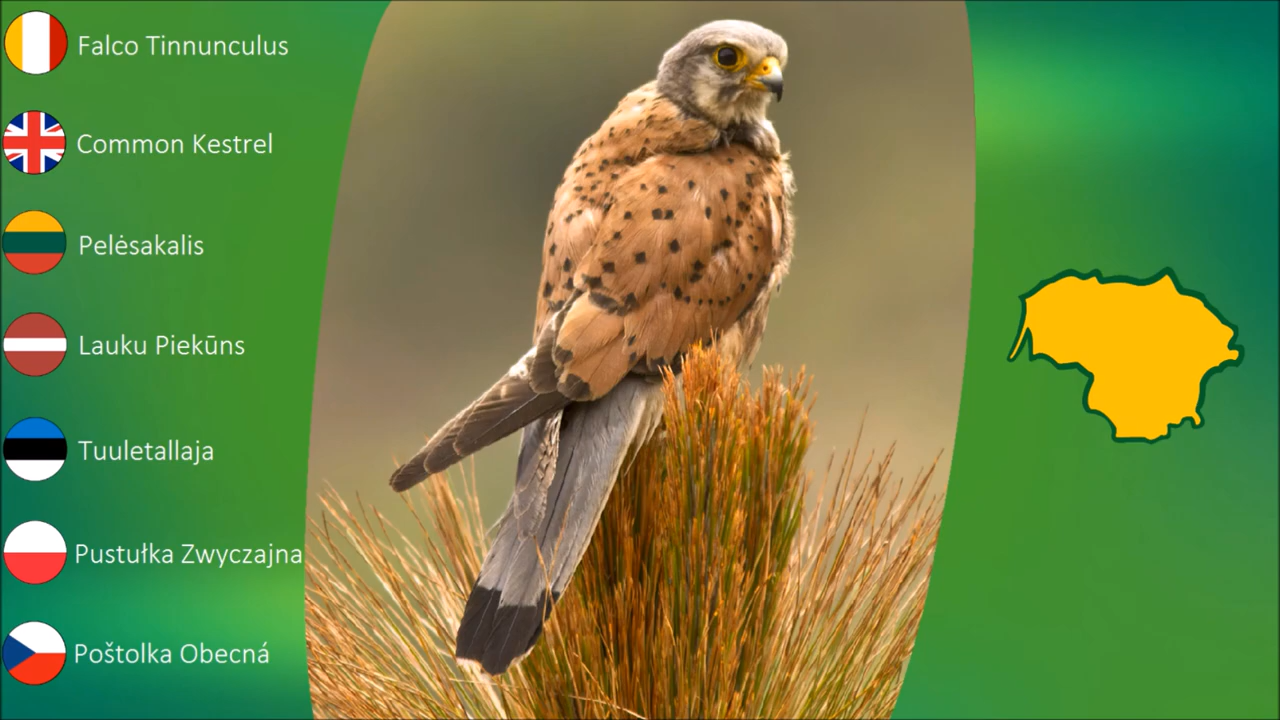 Falco Tinnunculus
Common Kestrel
Pelėsakalis
Lauku Piekūns
Tuuletallaja
Pustułka Zwyczajna
Poštolka Obecná